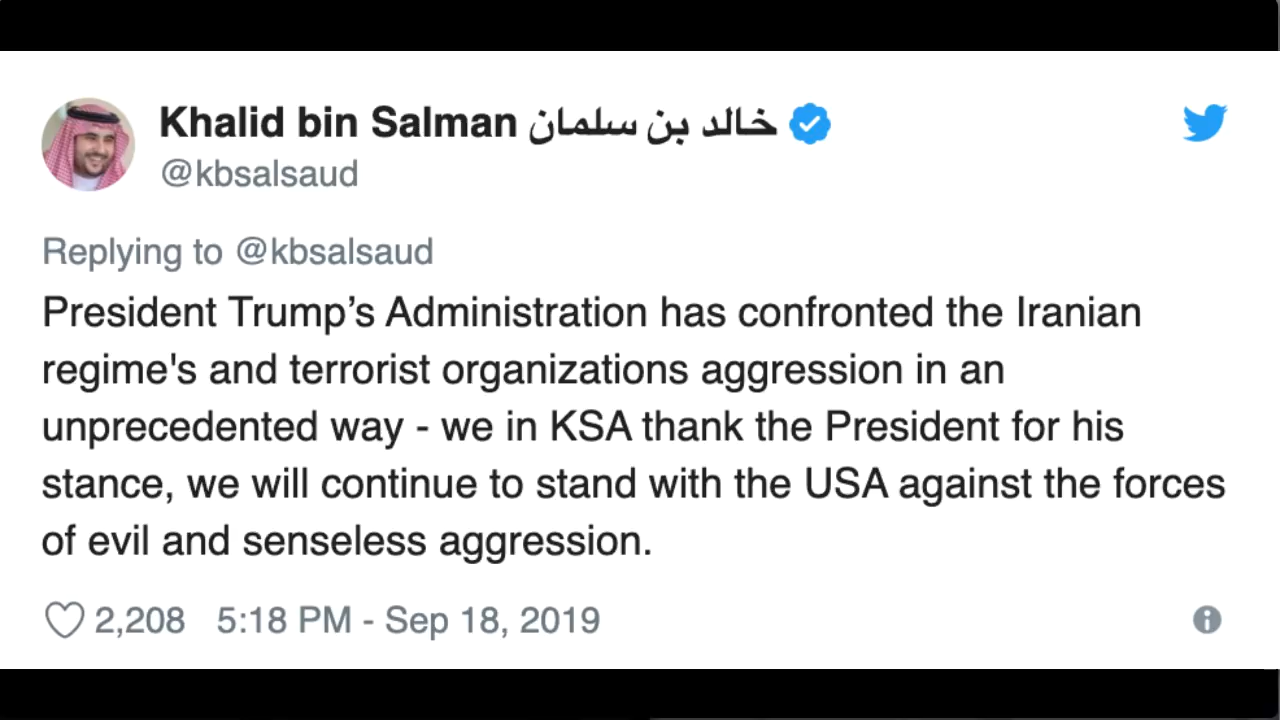 Khalid bin Salman خالد بن سلمان
@kbsalsaud
Replying to @kbsalsaud
President Trump’s Administration has confronted the Iranian
regime's and terrorist organizations aggression in an
unprecedented way - we in KSA thank the President for his
stance, we will continue to stand with the USA against the forces
of evil and senseless aggression.
2,208 5:18 PM - Sep 18, 2019